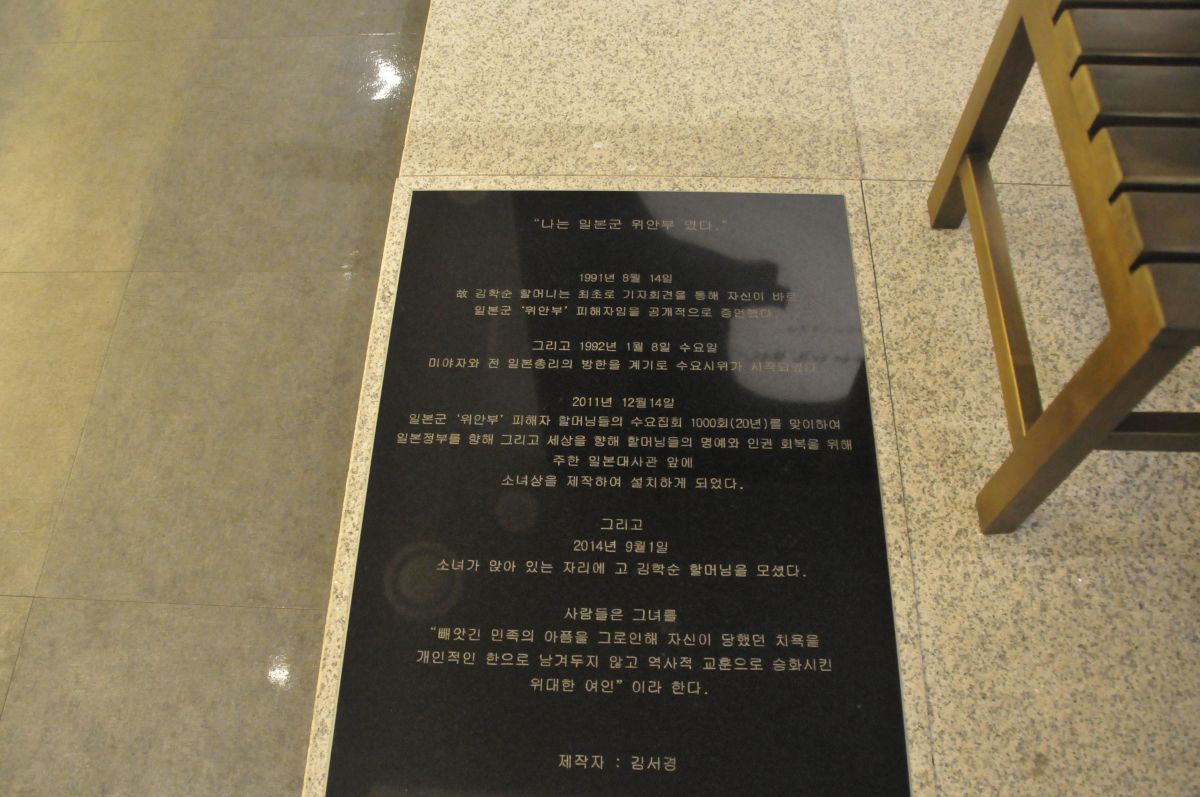 “나는 일본군 위안부 였다.”
1991년 8월 14일
故 김학순 할머니는 최초로 기자회견을 통해 자신이 바로
일본군 ‘위안부’ 피해자임을 공개적으로 증언했다.
그리고 1992년 1월 8일 수요일
미야자와 전 일본총리의 방한을 계기로 수요시위가 시작되었다.
2011년 12월14일
일본군 ‘위안부’ 피해자 할머님들의 수요집회 1000회(20년)를 맞이하여
일본정부를 향해 그리고 세상을 향해 할머님들의 명예와 인권 회복을 위해
주한 일본대사관 앞에
소녀상을 제작하여 설치하게 되었다.
그리고
2014년 9월1일
소녀가 앉아 있는 자리에 고 김학순 할머님을 모셨다.
사람들은 그녀를
“빼앗긴 민족의 아픔을 그로인해 자신이 당했던 치욕을
개인적인 한으로 남겨두지 않고 역사적 교훈으로 승화시킨
위대한 여인” 이라 한다.
제작자 : 김서경